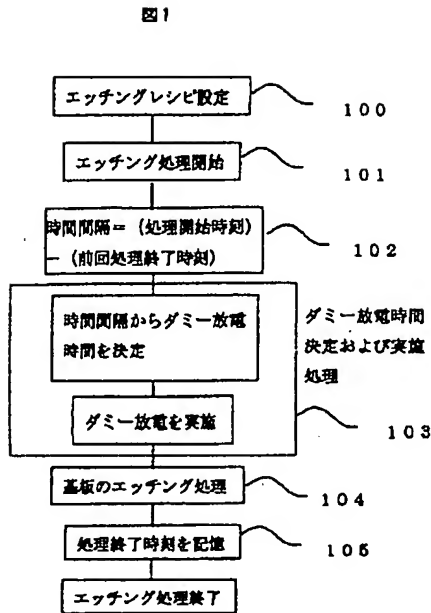 図1
エッチングレシピ設定
100
エッチング処理開始
101
時間間隔=(処理開始時刻)
-(前回処理終了時刻)
102
時間間隔からダミー放電
時間を決定
ダミー放電時間
決定および実施
処理
ダミー放電を実施
103
基板のエッチング処理
104
処理終了時刻を記憶
105
エッチング処理終了